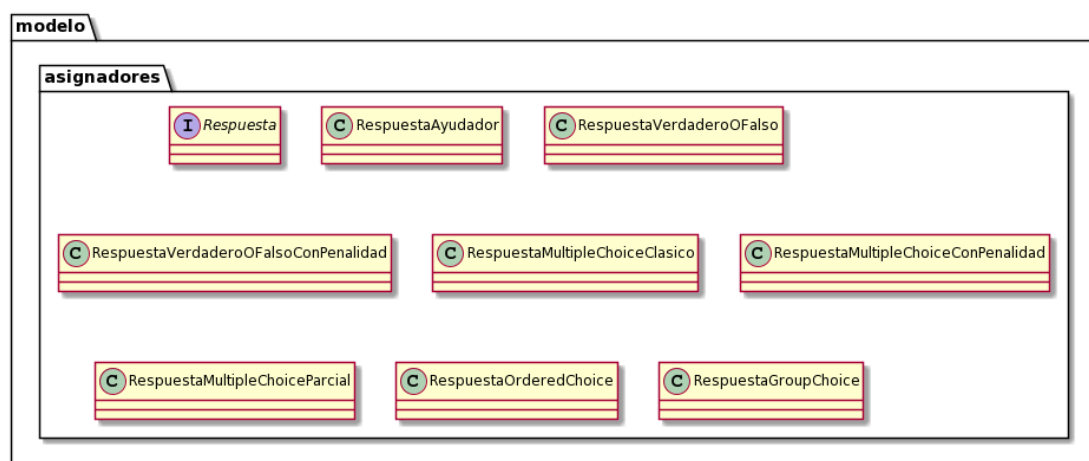 modelo
asignadores
I Respuesta
C RespuestaAyudador
C RespuestaVerdaderoOFalso
C RespuestaVerdaderoOFalsoConPenalidad
C RespuestaMultipleChoiceClasico
C RespuestaMultipleChoiceConPenalidad
C RespuestaMultipleChoiceParcial
C RespuestaOrderedChoice
C RespuestaGroupChoice